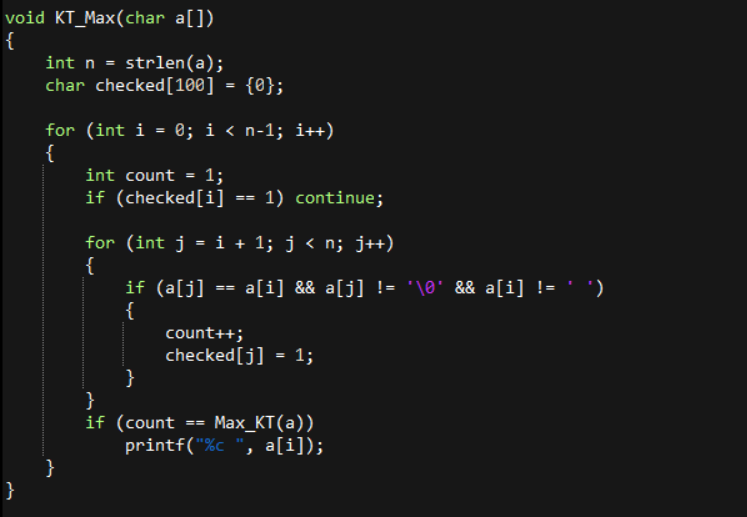 void KT_Max(char a[])
{
    int n = strlen(a);
    char checked[100] = {0};

    for (int i = 0; i < n-1; i++)
    {
        int count = 1;
        if (checked[i] == 1) continue;

        for (int j = i + 1; j < n; j++)
        {
            if (a[j] == a[i] && a[j] != '\0' && a[i] != ' ')
            {
                count++;
                checked[j] = 1;
            }
        }
        if (count == Max_KT(a))
            printf("%c ", a[i]);
    }
}